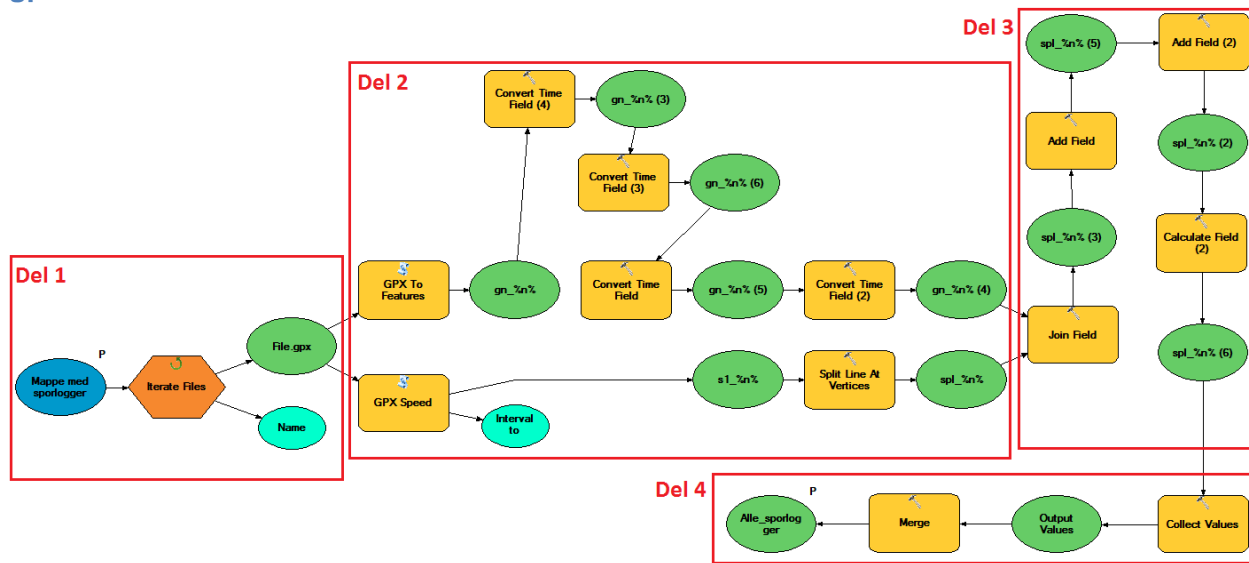 Del 1
Mappe med
sporlogger
P
Iterate Files
File.gpx
Name
Del 2
Convert Time
Field (4)
gn_%n% (3)
Convert Time
Field (3)
gn_%n% (6)
GPX To
Features
gn_%n%
Convert Time
Field
gn_%n% (5)
Convert Time
Field (2)
gn_%n% (4)
GPX Speed
Interval
to
s1_%n%
Split Line At
Vertices
spl_%n%
Del 3
spl_%n% (5)
Add Field (2)
Add Field
spl_%n% (2)
spl_%n% (3)
Calculate Field
(2)
Join Field
spl_%n% (6)
Del 4
Alle_sporlog
ger
P
Merge
Output
Values
Collect Values